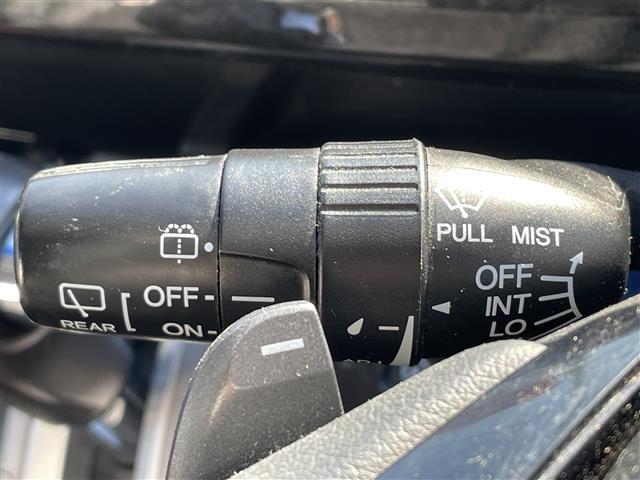 PULL MIST
OFF
INT
LO
OFF
REAR
ON